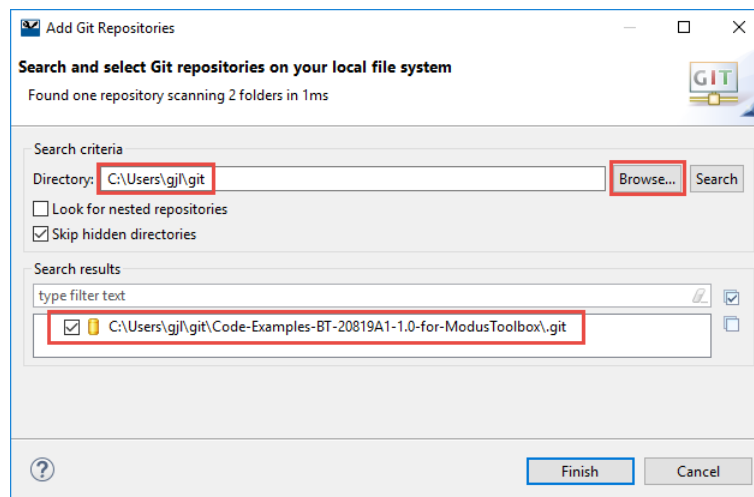 Add Git Repositories
Search and select Git repositories on your local file system
Found one repository scanning 2 folders in 1ms
GIT
Search criteria
Directory: C:\Users\gjl\git Browse... Search
Look for nested repositories
Skip hidden directories
Search results
type filter text
C:\Users\gjl\git\Code-Examples-BT-20819A1-1.0-for-ModusToolbox\.git
? Finish Cancel